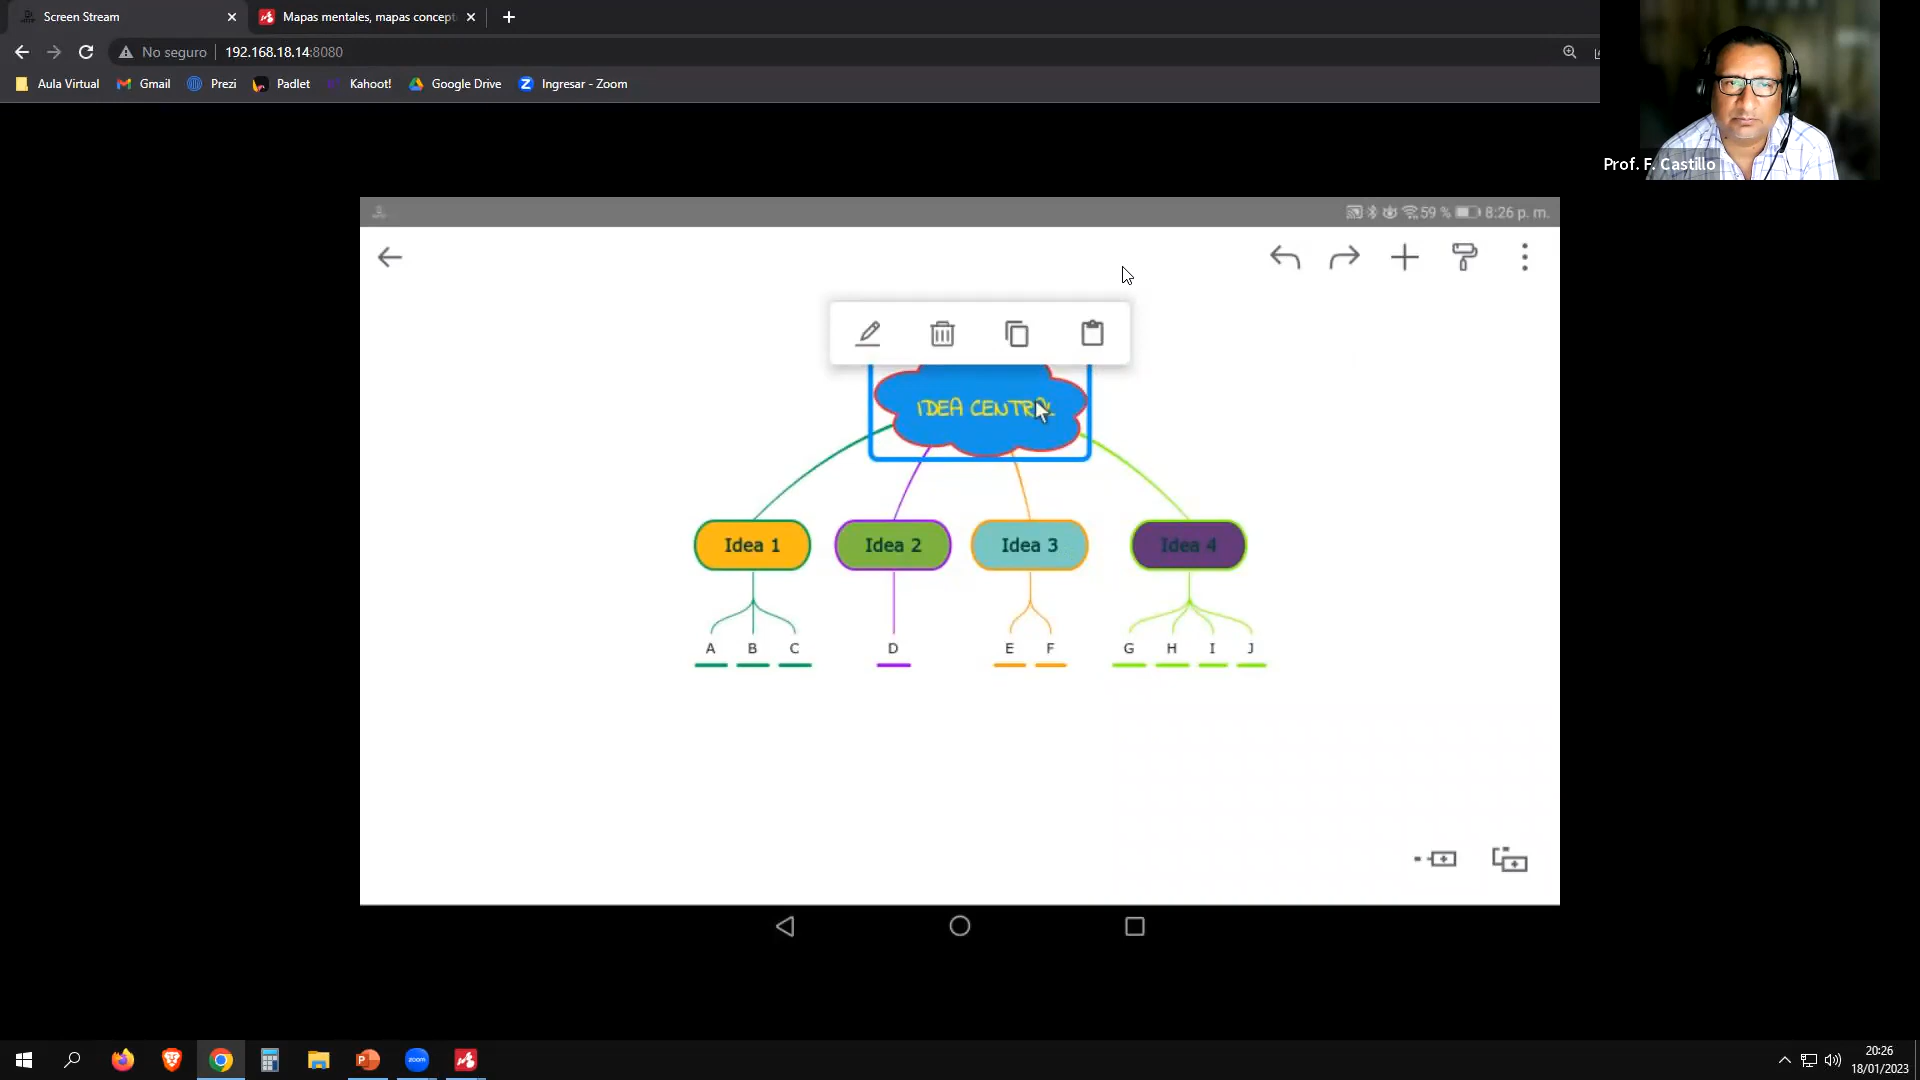 Screen Stream
Mapas mentales, mapas concept
No seguro
192.168.18.14:8080
Aula Virtual
Gmail
Prezi
Padlet
Kahoot!
Google Drive
Ingresar - Zoom
Prof. F. Castillo
59 %
8:26 p. m.
IDEA CENTRAL
Idea 1
Idea 2
Idea 3
Idea 4
A B C
D
E F
G H I J
zoom
20:26
18/01/2023